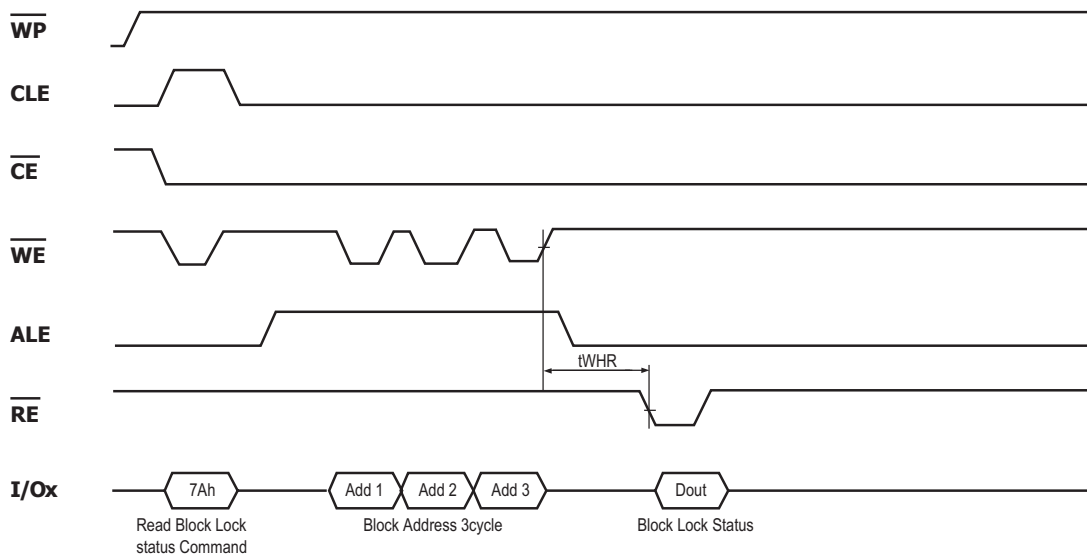 WP
CLE
CE
WE
ALE
tWHR
RE
I/Ox
7Ah
Add 1
Add 2
Add 3
Dout
Read Block Lock
status Command
Block Address 3cycle
Block Lock Status